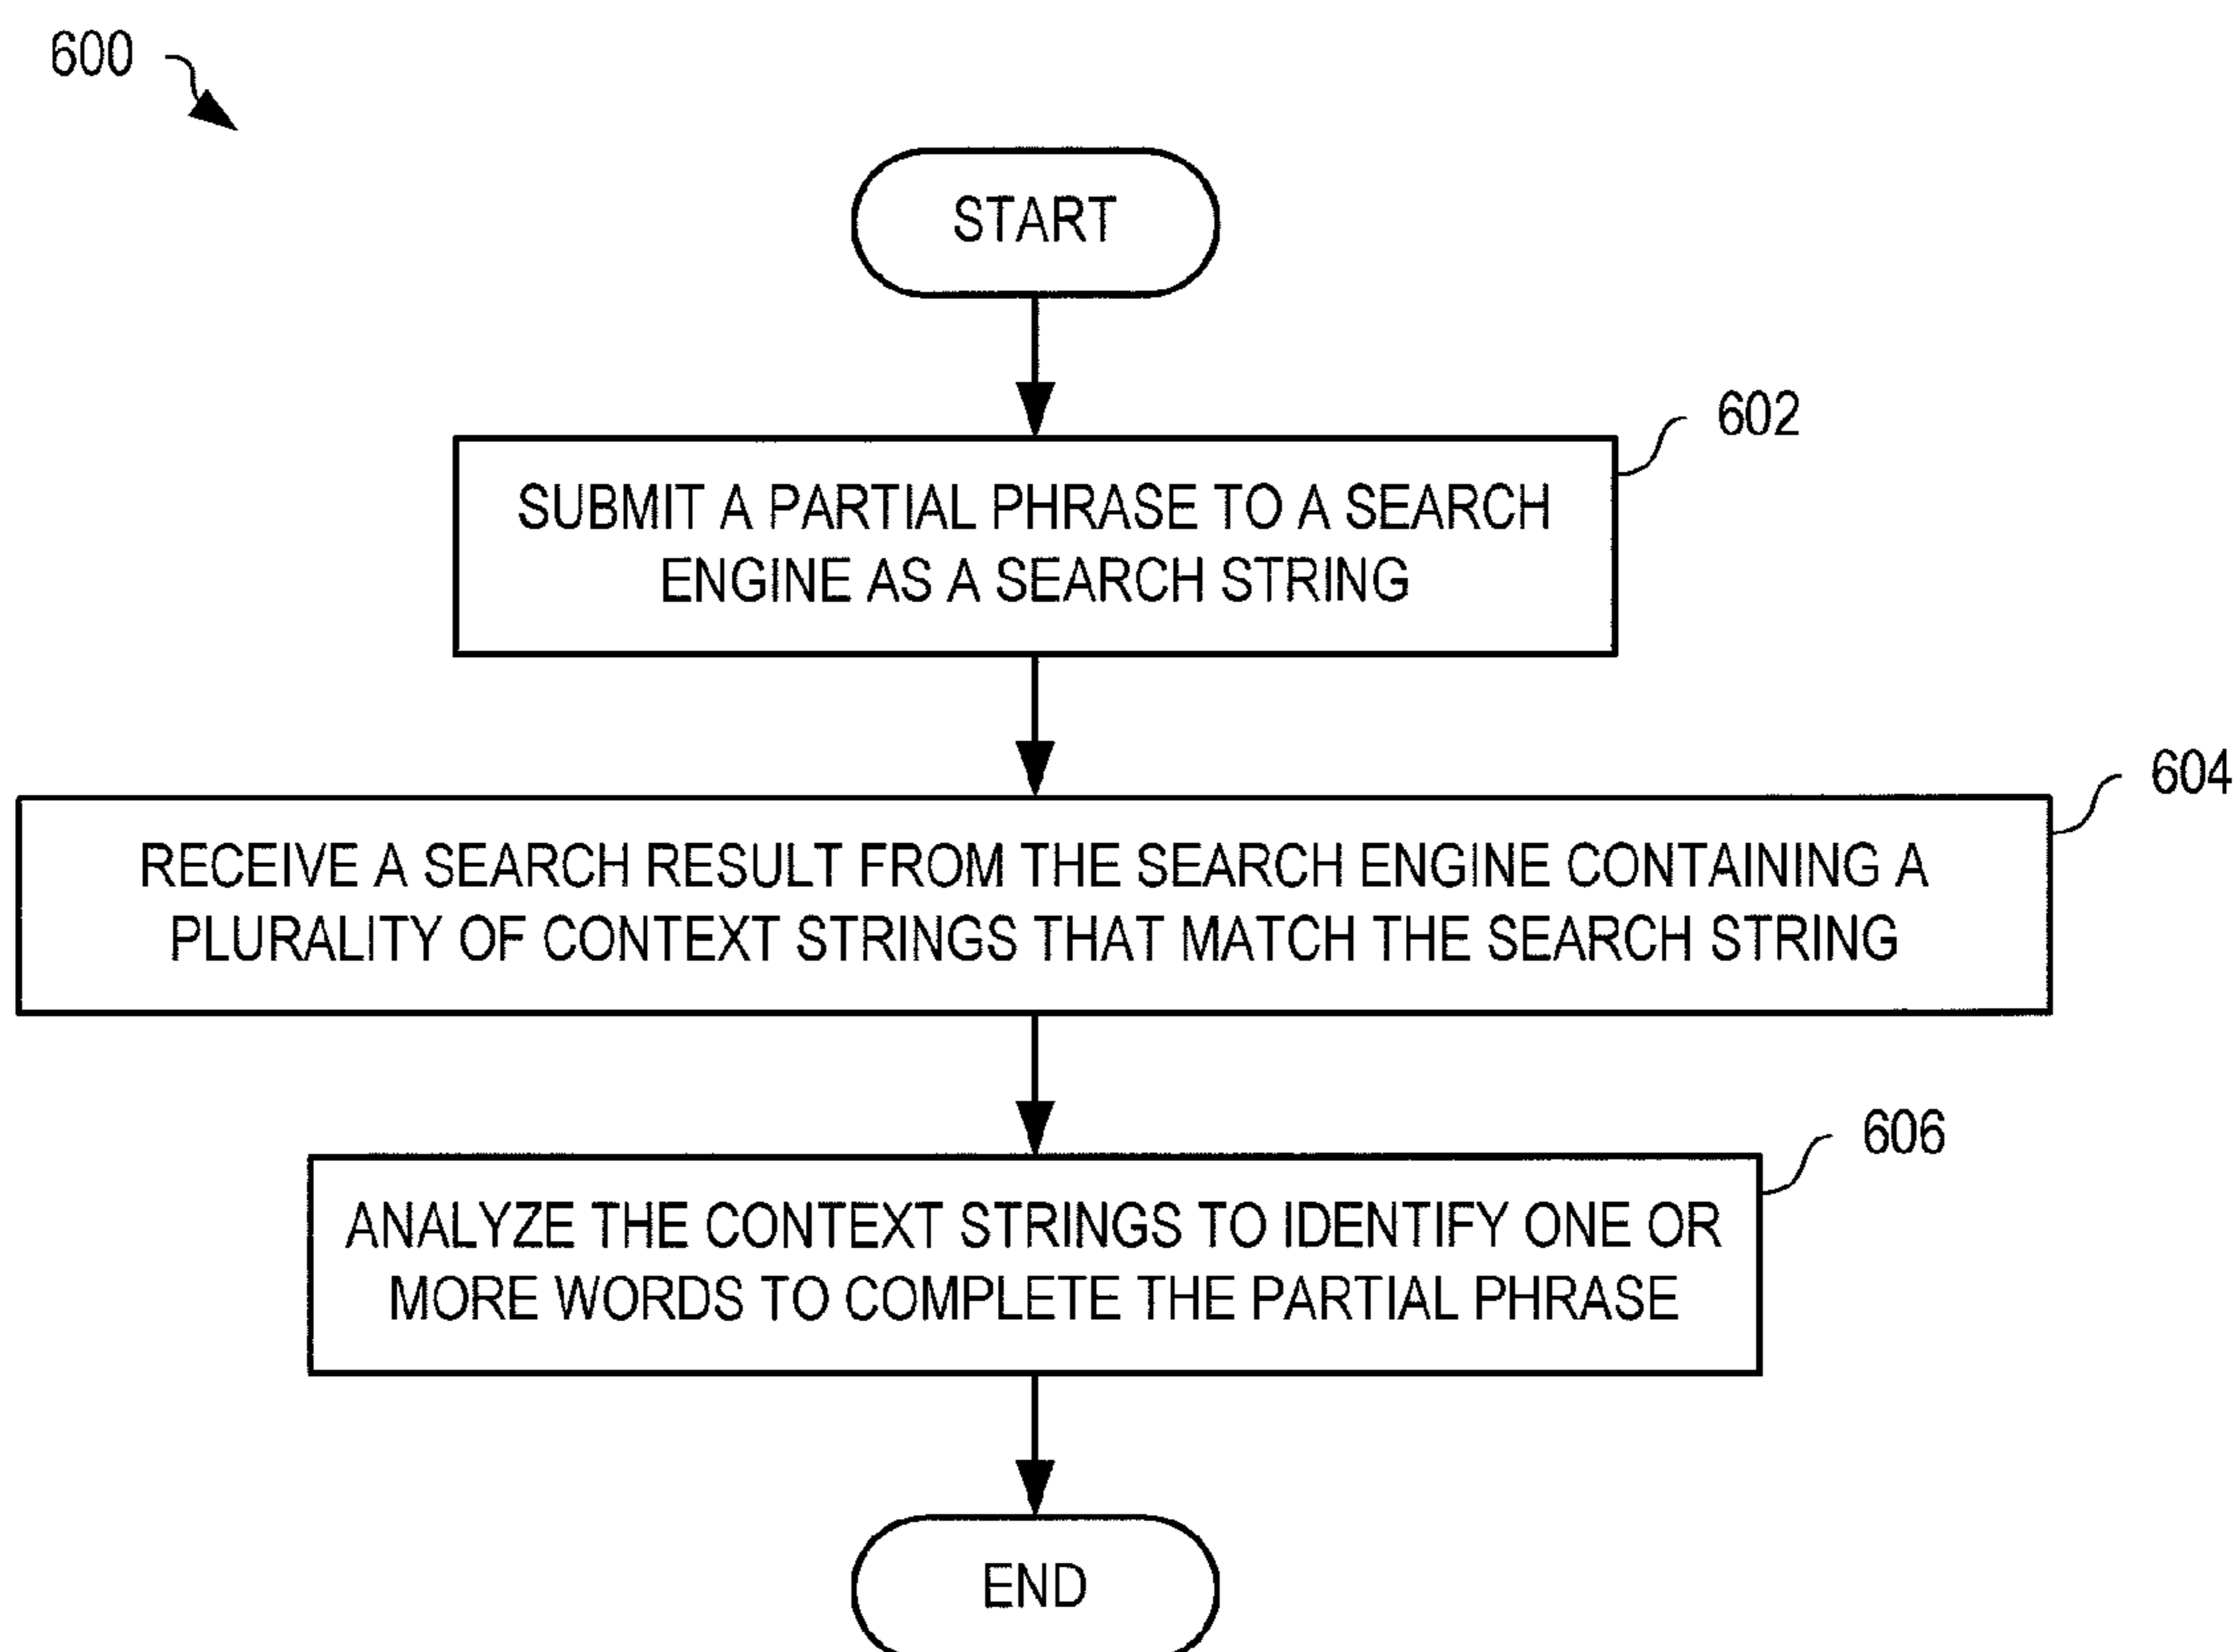 600
START
602
SUBMIT A PARTIAL PHRASE TO A SEARCH
ENGINE AS A SEARCH STRING
604
RECEIVE A SEARCH RESULT FROM THE SEARCH ENGINE CONTAINING A
PLURALITY OF CONTEXT STRINGS THAT MATCH THE SEARCH STRING
606
ANALYZE THE CONTEXT STRINGS TO IDENTIFY ONE OR
MORE WORDS TO COMPLETE THE PARTIAL PHRASE
END